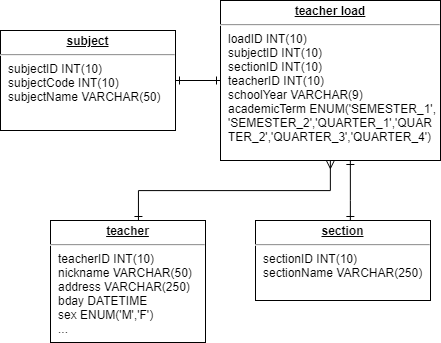 teacher load
loadID INT(10)
subjectID INT(10)
sectionID INT(10)
teacherID INT(10)
schoolYear VARCHAR(9)
academicTerm ENUM('SEMESTER_1',
'SEMESTER_2','QUARTER_1','QUAR
TER_2','QUARTER_3','QUARTER_4')
subject
subjectID INT(10)
subjectCode INT(10)
subjectName VARCHAR(50)
teacher
teacherID INT(10)
nickname VARCHAR(50)
address VARCHAR(250)
bday DATETIME
sex ENUM('M','F')
...
section
sectionID INT(10)
sectionName VARCHAR(250)